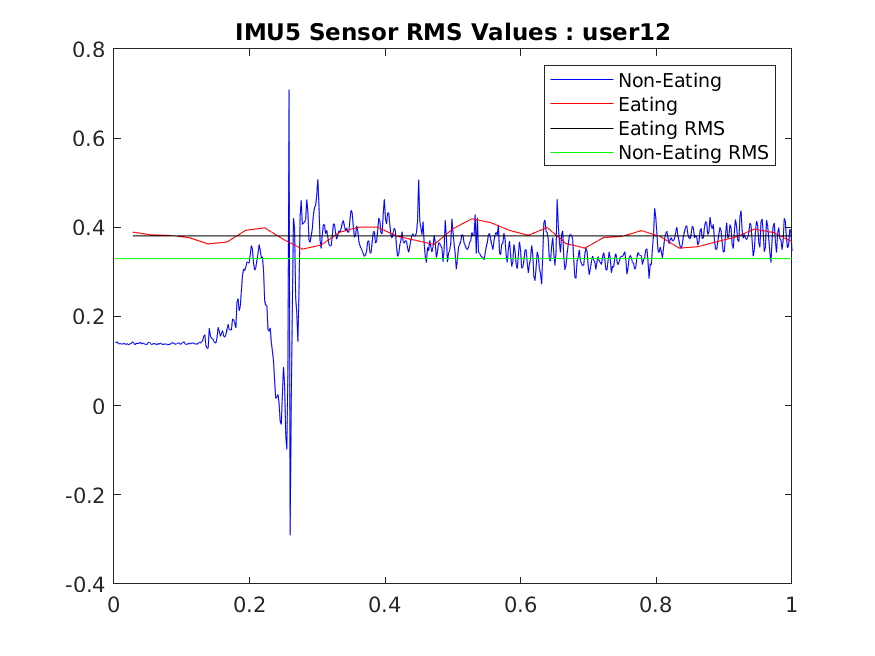 IMU5 Sensor RMS Values : user12
0.8
0.6
0.4
0.2
0
-0.2
-0.4
0 0.2 0.4 0.6 0.8 1
Non-Eating
Eating
Eating RMS
Non-Eating RMS